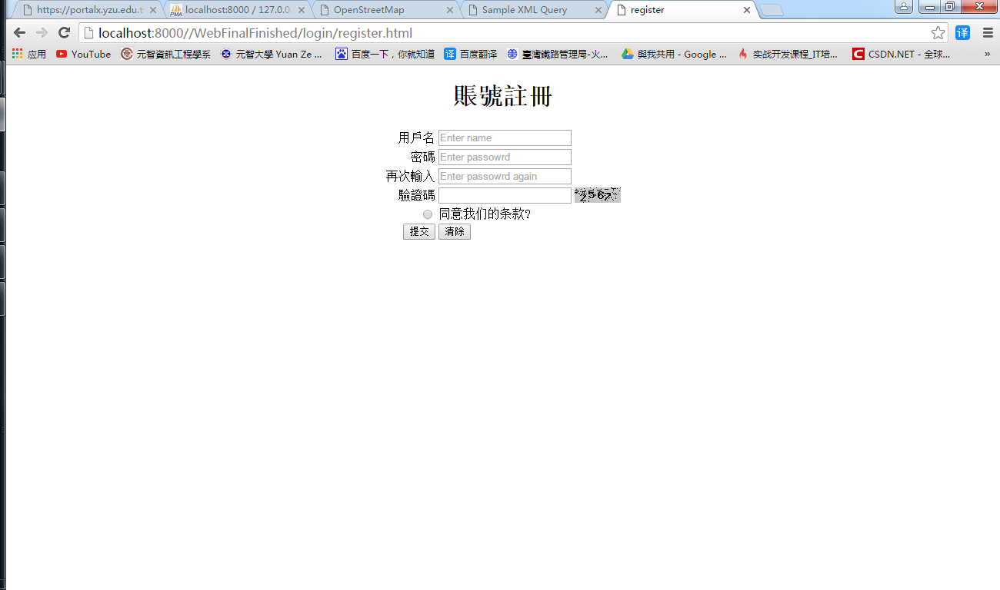 https://portalx.yzu.edu.t
localhost:8000 / 127.0.0.
OpenStreetMap
Sample XML Query
register
localhost:8000//WebFinalFinished/login/register.html
译
应用
YouTube
元智資訊工程學系
元智大學 Yuan Ze ...
百度一下，你就知道
译 百度翻译
臺灣鐵路管理局-火...
與我共用 - Google ...
实战开发课程_IT培...
CSDN.NET - 全球...
»
賬號註冊
用戶名 Enter name
密碼 Enter passowrd
再次輸入 Enter passowrd again
驗證碼 2567
同意我们的条款?
提交 清除